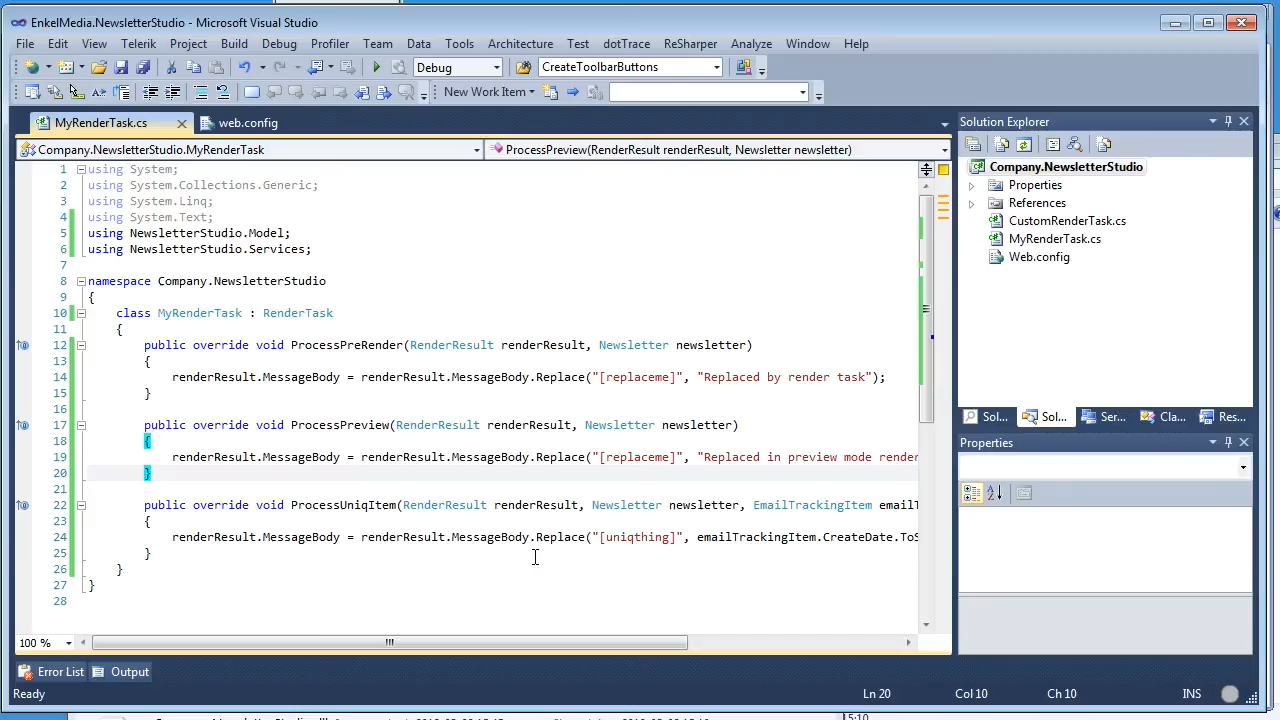 EnkelMedia.NewsletterStudio - Microsoft Visual Studio
File Edit View Telerik Project Build Debug Profiler Team Data Tools Architecture Test dotTrace ReSharper Analyze Window Help
Debug CreateToolbarButtons
New Work Item
MyRenderTask.cs web.config
Company.NewsletterStudio.MyRenderTask ProcessPreview(RenderResult renderResult, Newsletter newsletter)
1 using System;
2 using System.Collections.Generic;
3 using System.Linq;
4 using System.Text;
5 using NewsletterStudio.Model;
6 using NewsletterStudio.Services;
7
8 namespace Company.NewsletterStudio
9 {
10 class MyRenderTask : RenderTask
11 {
12 public override void ProcessPreRender(RenderResult renderResult, Newsletter newsletter)
13 {
14 renderResult.MessageBody = renderResult.MessageBody.Replace("[replaceme]", "Replaced by render task");
15 }
16
17 public override void ProcessPreview(RenderResult renderResult, Newsletter newsletter)
18 {
19 renderResult.MessageBody = renderResult.MessageBody.Replace("[replaceme]", "Replaced in preview mode render
20 }
21
22 public override void ProcessUniqItem(RenderResult renderResult, Newsletter newsletter, EmailTrackingItem emailT
23 {
24 renderResult.MessageBody = renderResult.MessageBody.Replace("[uniqthing]", emailTrackingItem.CreateDate.ToS
25 }
26 }
27 }
28
100 %
Solution Explorer
Company.NewsletterStudio
Properties
References
CustomRenderTask.cs
MyRenderTask.cs
Web.config
Sol... Sol... Ser... Cla... Res...
Properties
Error List Output
Ready Ln 20 Col 10 Ch 10 INS
15:10